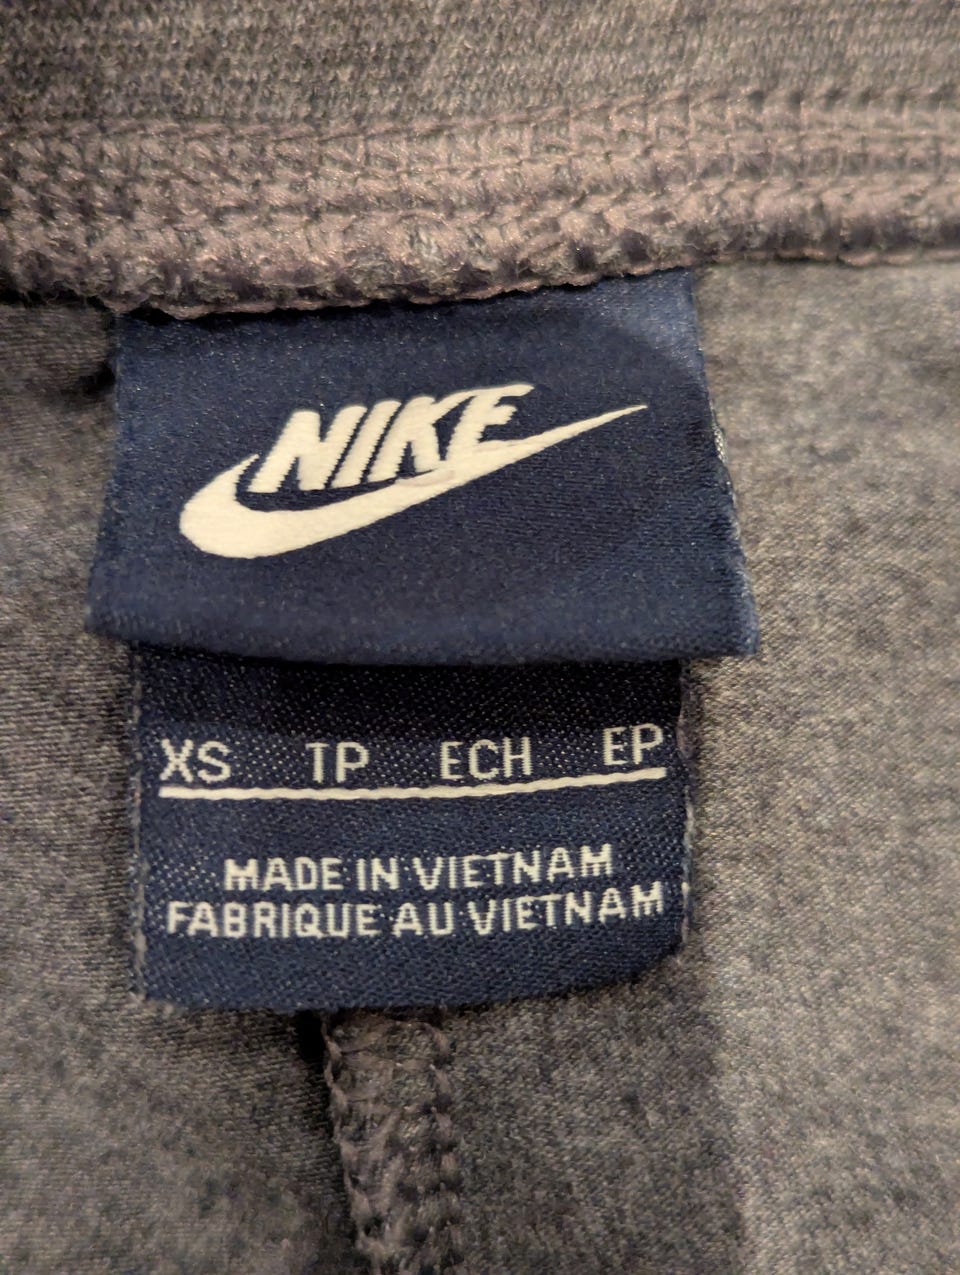 NIKE
XS TP ECH EP
MADE IN VIETNAM
FABRIQUE AU VIETNAM